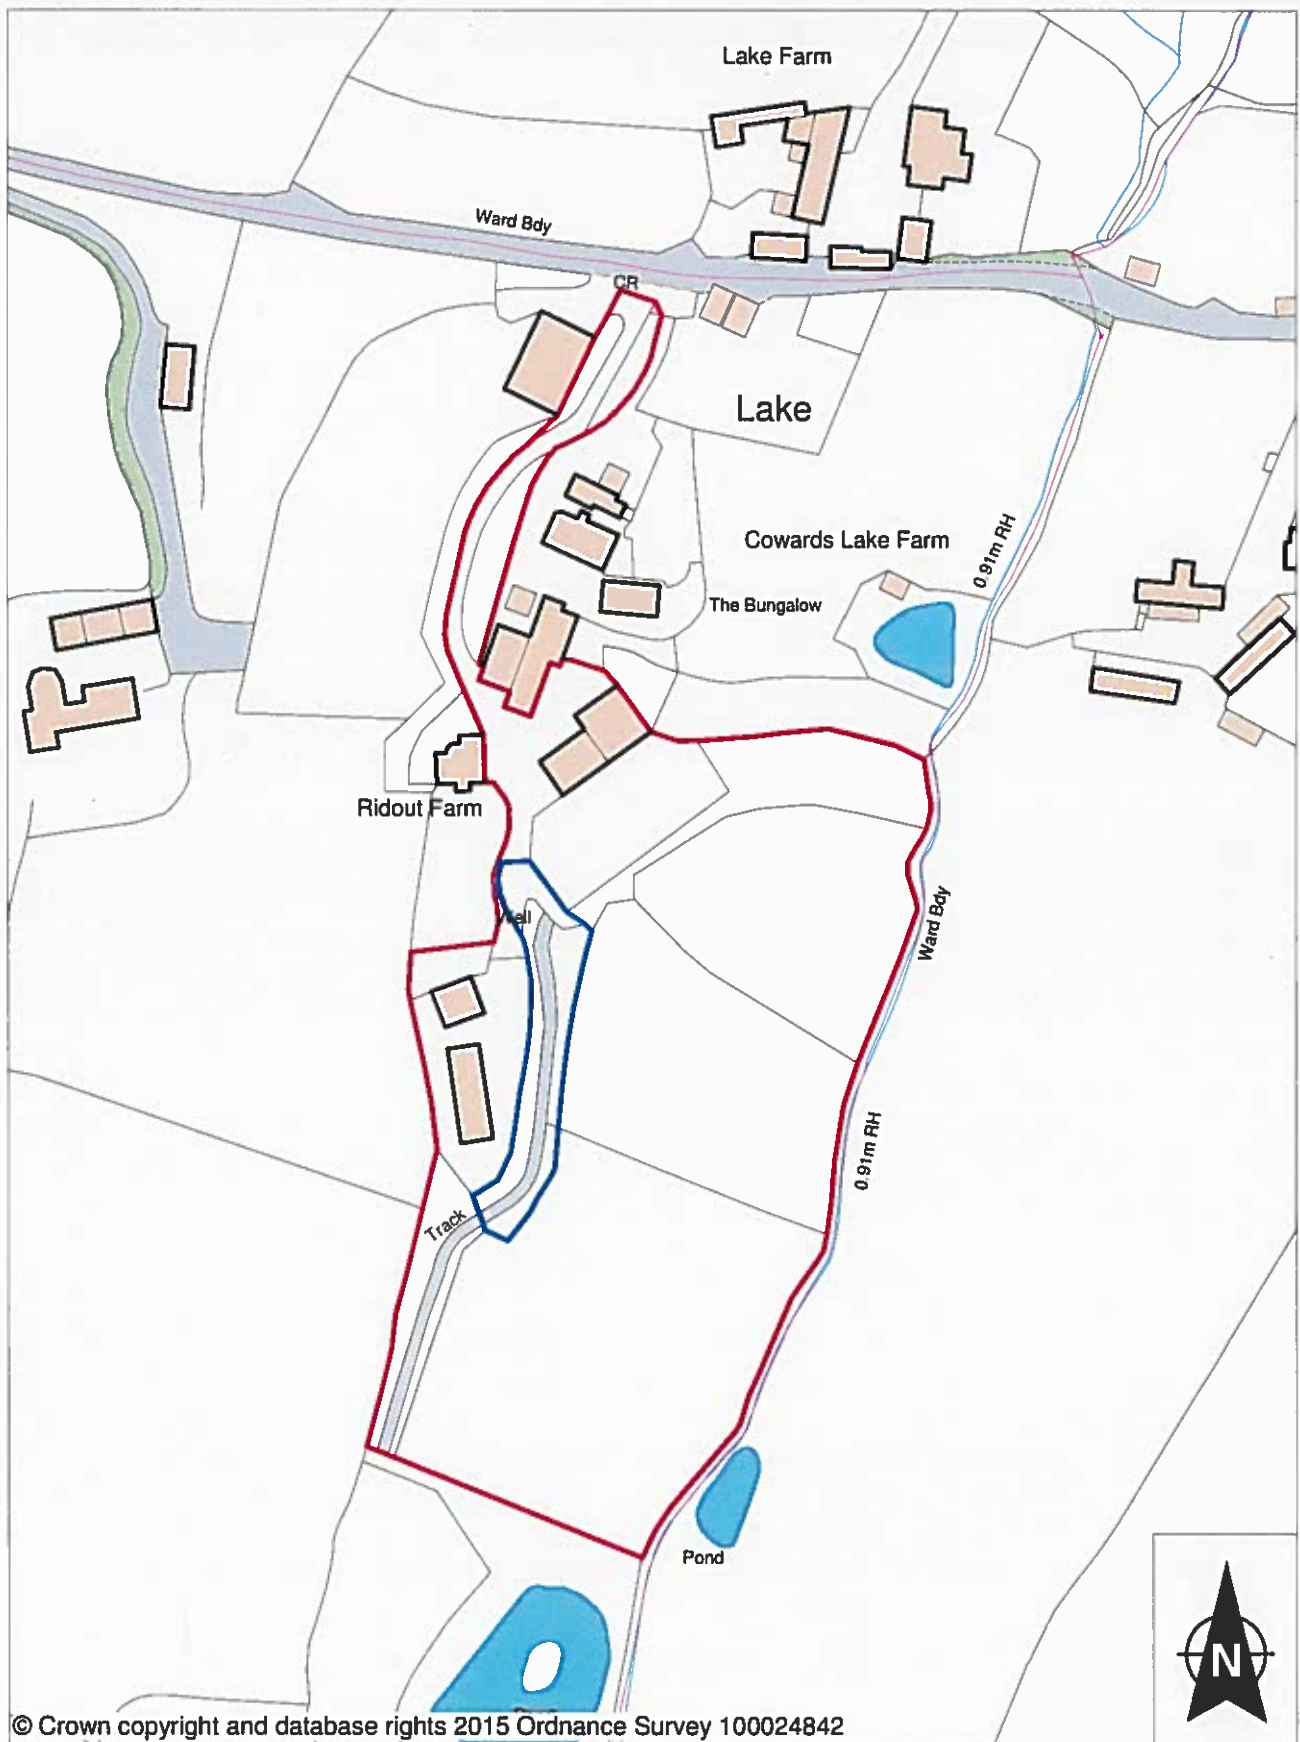 Lake Farm
Ward Bdy
CR
Lake
Cowards Lake Farm
0.91m RH
The Bungalow
Ridout Farm
Ward Bdy
0.91m RH
Track
Pond
N
© Crown copyright and database rights 2015 Ordnance Survey 100024842